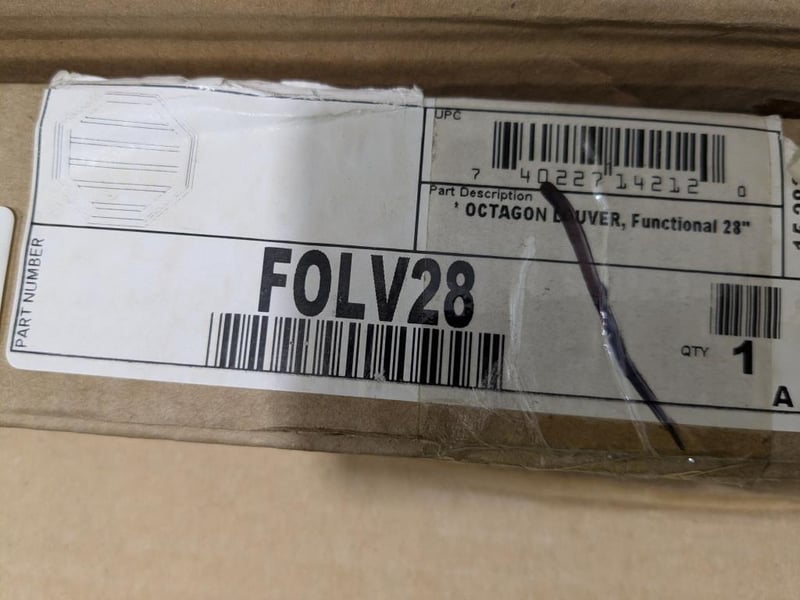 UPC
7 40227 14212 0
Part Description
* OCTAGON LOUVER, Functional 28"
PART NUMBER
FOLV28
QTY 1
A